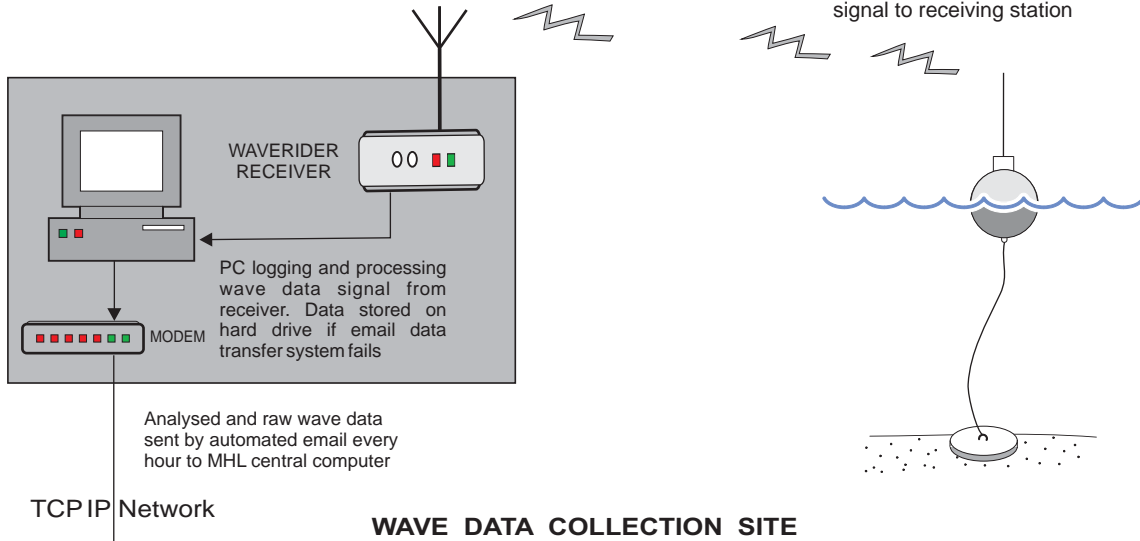 signal to receiving station
WAVERIDER
RECEIVER
PC logging and processing
wave data signal from
receiver. Data stored on
hard drive if email data
transfer system fails
MODEM
Analysed and raw wave data
sent by automated email every
hour to MHL central computer
TCP IP Network
WAVE DATA COLLECTION SITE